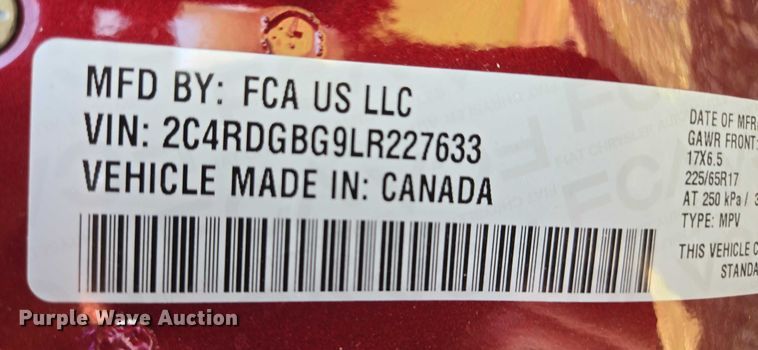 MFD BY: FCA US LLC
VIN: 2C4RDGBG9LR227633
VEHICLE MADE IN: CANADA
DATE OF MFR
GAWR FRONT:
17X6.5
225/65R17
AT 250 kPa / 3
TYPE: MPV
THIS VEHICLE C
STANDA
Purple Wave Auction